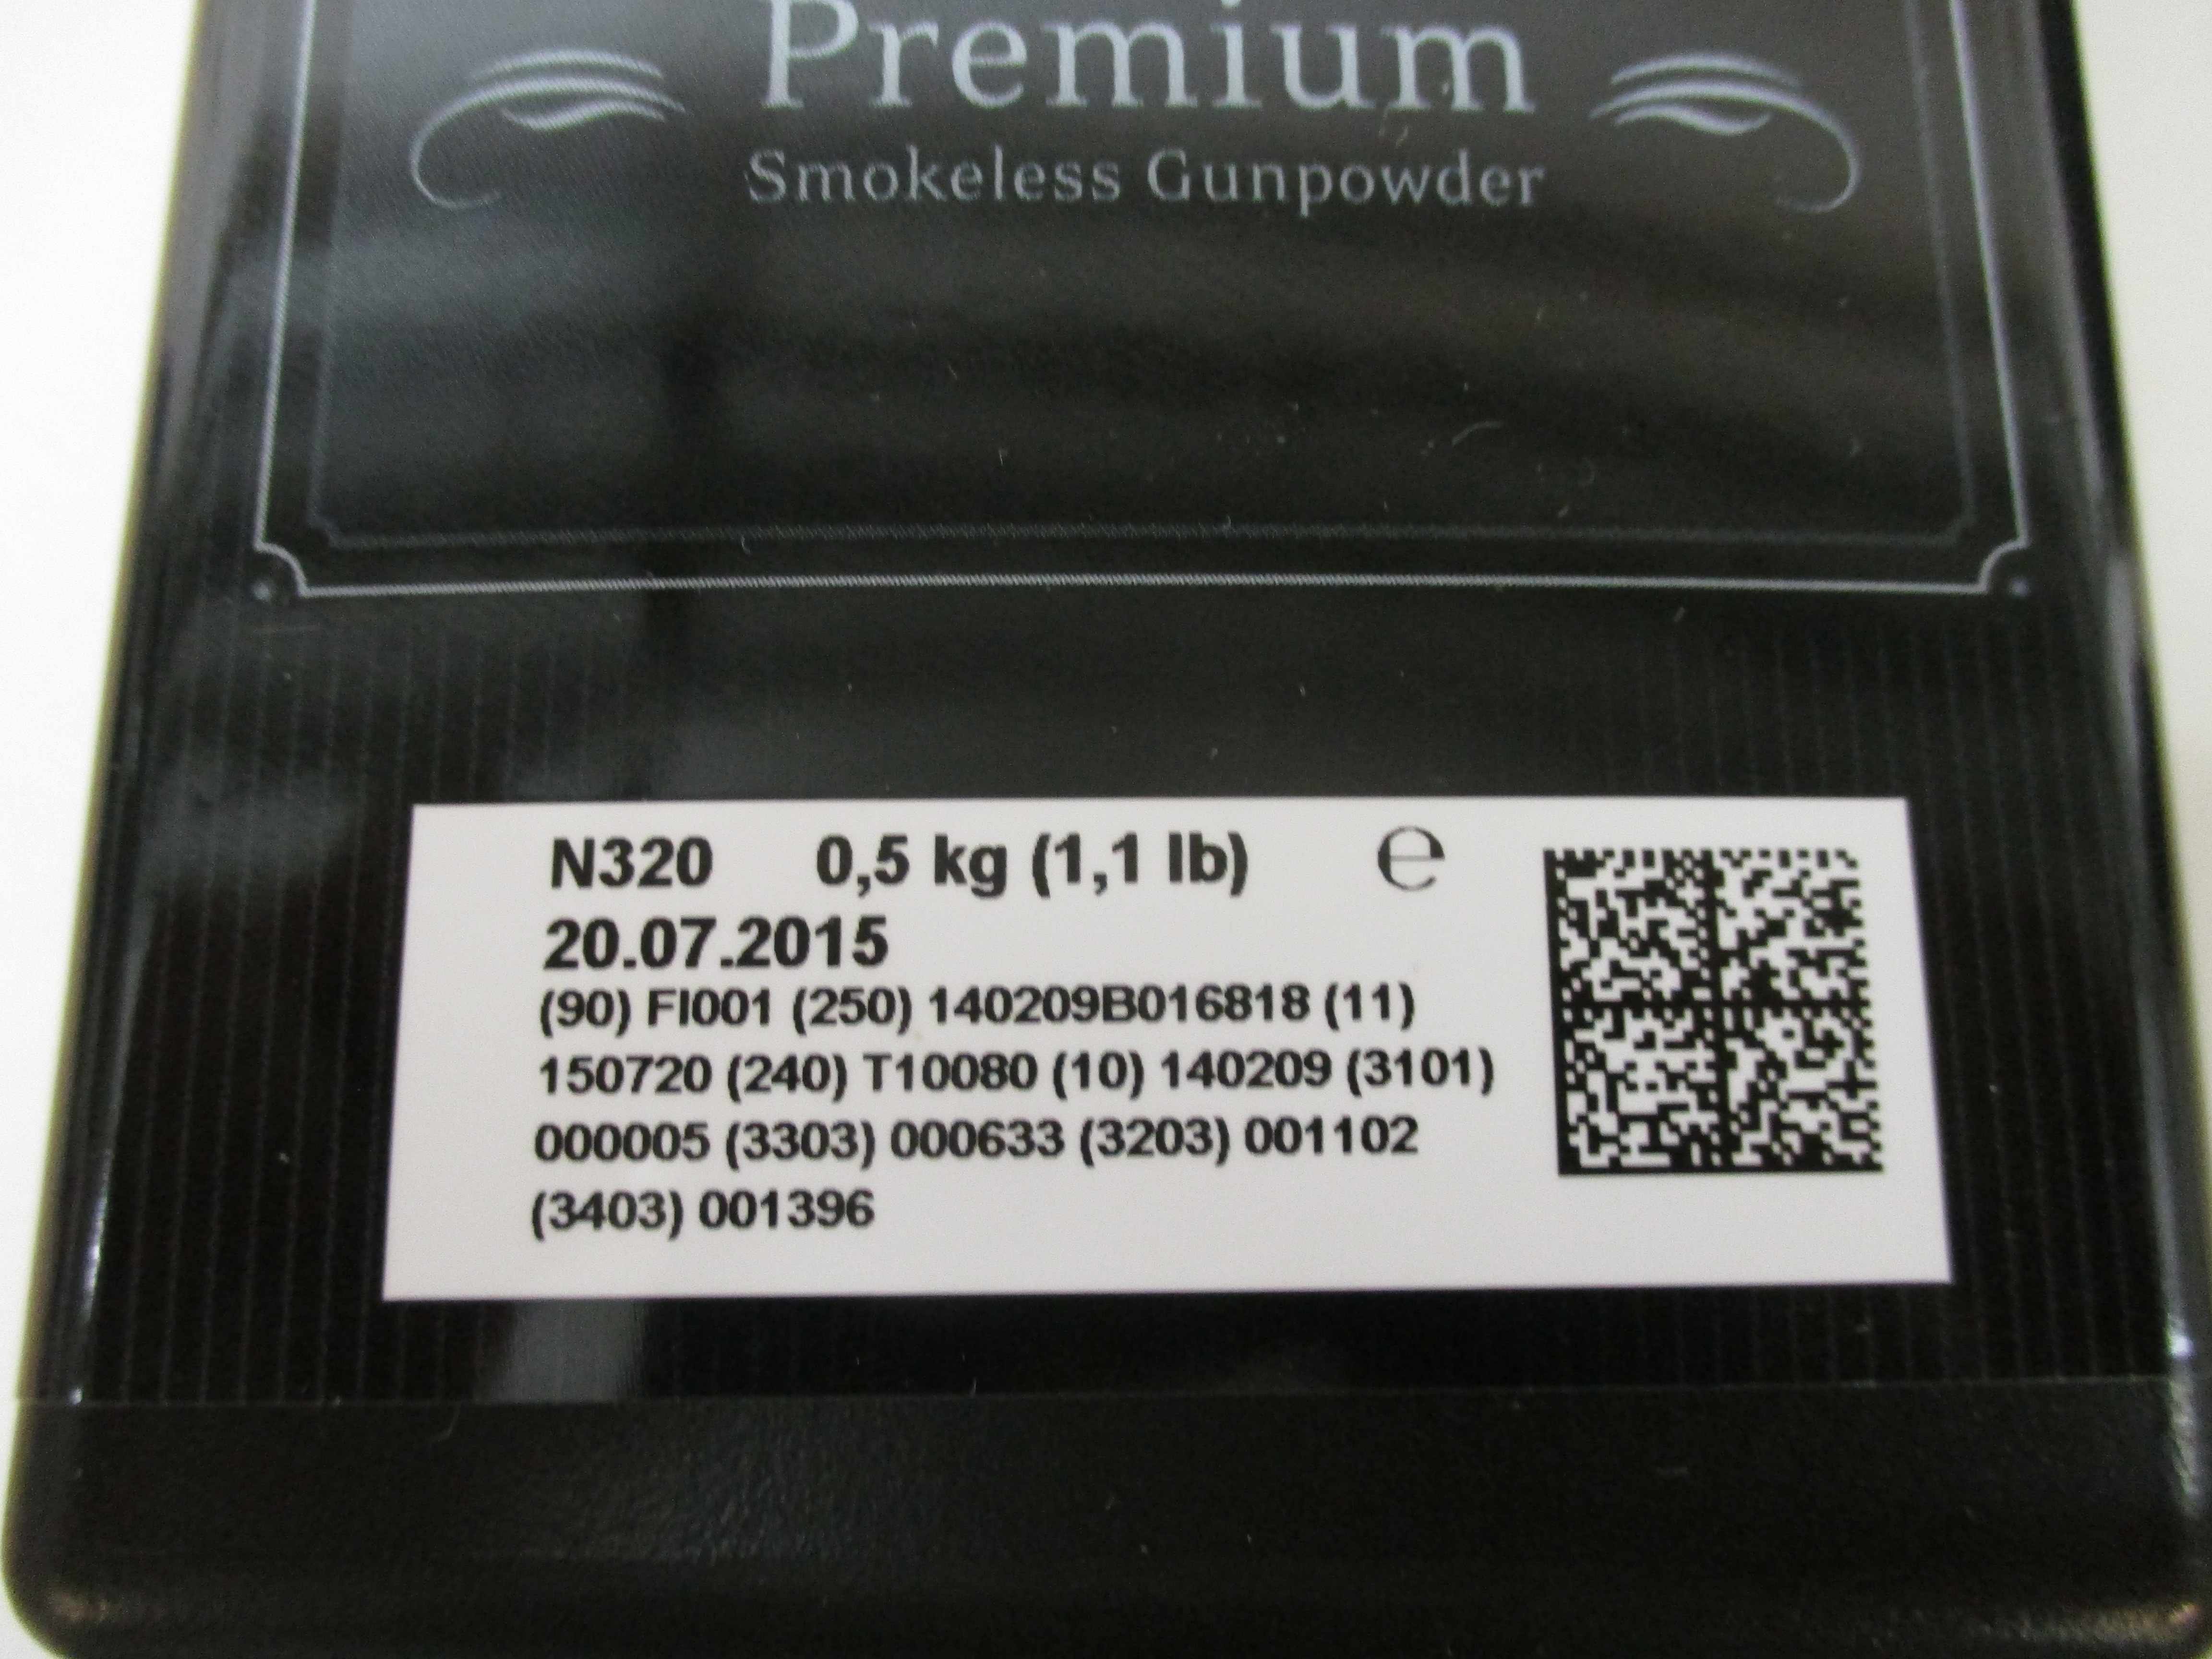 Premium
Smokeless Gunpowder
N320 0,5 kg (1,1 lb) ℮
20.07.2015
(90) FI001 (250) 140209B016818 (11)
150720 (240) T10080 (10) 140209 (3101)
000005 (3303) 000633 (3203) 001102
(3403) 001396